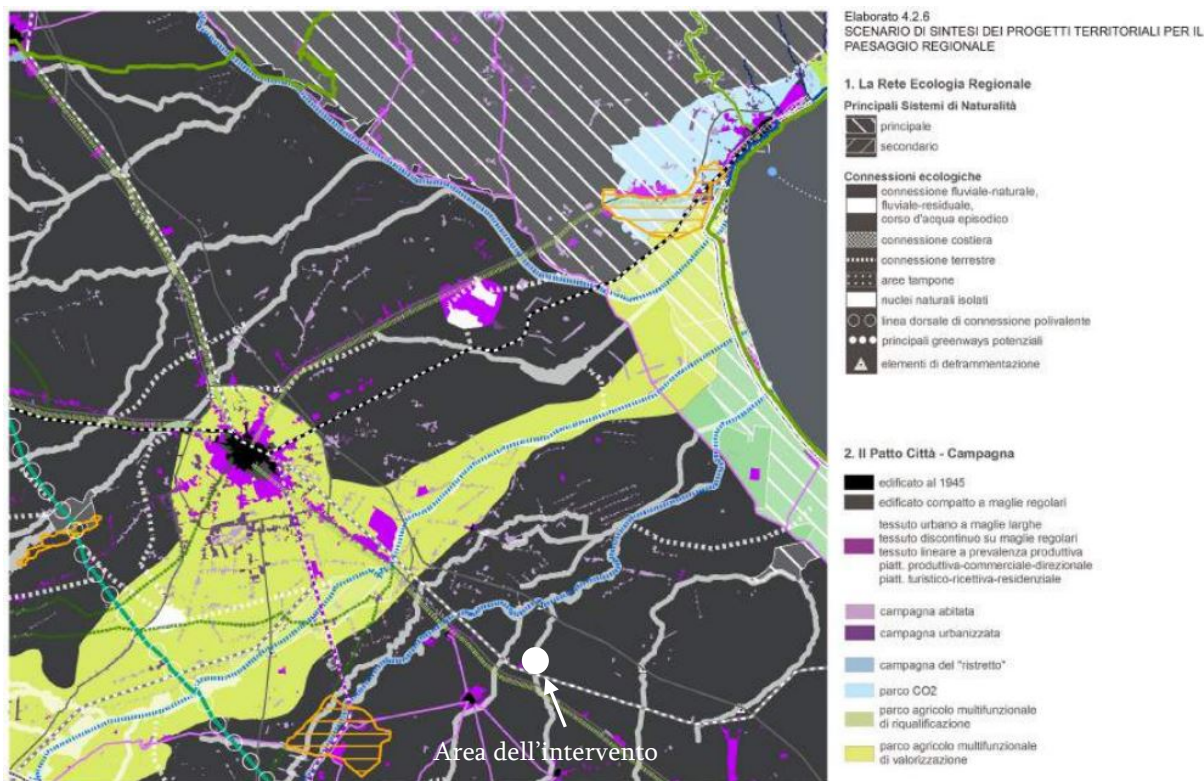 Elaborato 4.2.6
SCENARIO DI SINTESI DEI PROGETTI TERRITORIALI PER IL
PAESAGGIO REGIONALE
1. La Rete Ecologia Regionale
Principali Sistemi di Naturalità
principale
secondario
Connessioni ecologiche
connessione fluviale-naturale,
fluviale-residuale,
corso d'acqua episodico
connessione costiera
connessione terrestre
aree tampone
nuclei naturali isolati
linea dorsale di connessione polivalente
principali greenways potenziali
elementi di deframmentazione
2. Il Patto Città - Campagna
edificato al 1945
edificato compatto a maglie regolari
tessuto urbano a maglie larghe
tessuto discontinuo su maglie regolari
tessuto lineare a prevalenza produttiva
piatt. produttiva-commerciale-direzionale
piatt. turistico-ricettiva-residenziale
campagna abitata
campagna urbanizzata
campagna del "ristretto"
parco CO2
parco agricolo multifunzionale
di riqualificazione
parco agricolo multifunzionale
di valorizzazione
Area dell'intervento